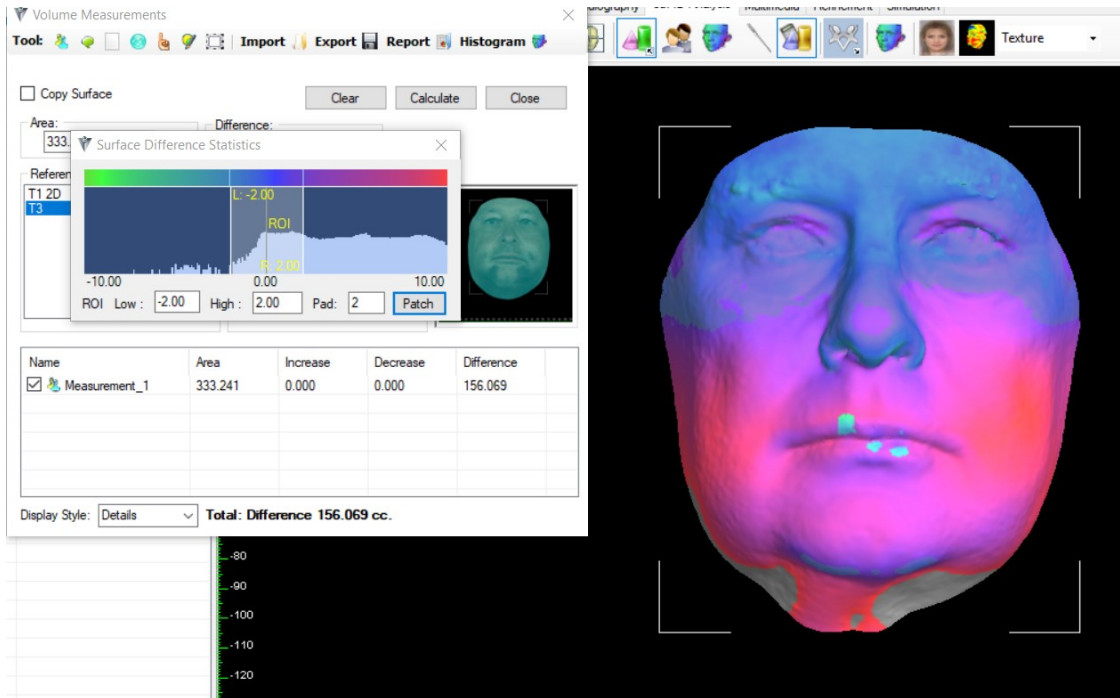 Volume Measurements
Tool: Import Export Report Histogram
Copy Surface
Clear Calculate Close
Area: Difference:
333.
Surface Difference Statistics
T1 2D
T3
L: -2.00
ROI
R: 2.00
-10.00 0.00 10.00
ROI Low : -2.00 High : 2.00 Pad: 2 Patch
Name Area Increase Decrease Difference
Measurement_1 333.241 0.000 0.000 156.069
Display Style: Details Total: Difference 156.069 cc.
Multimedia Refinement Simulation
Texture
-80
-90
-100
-110
-120